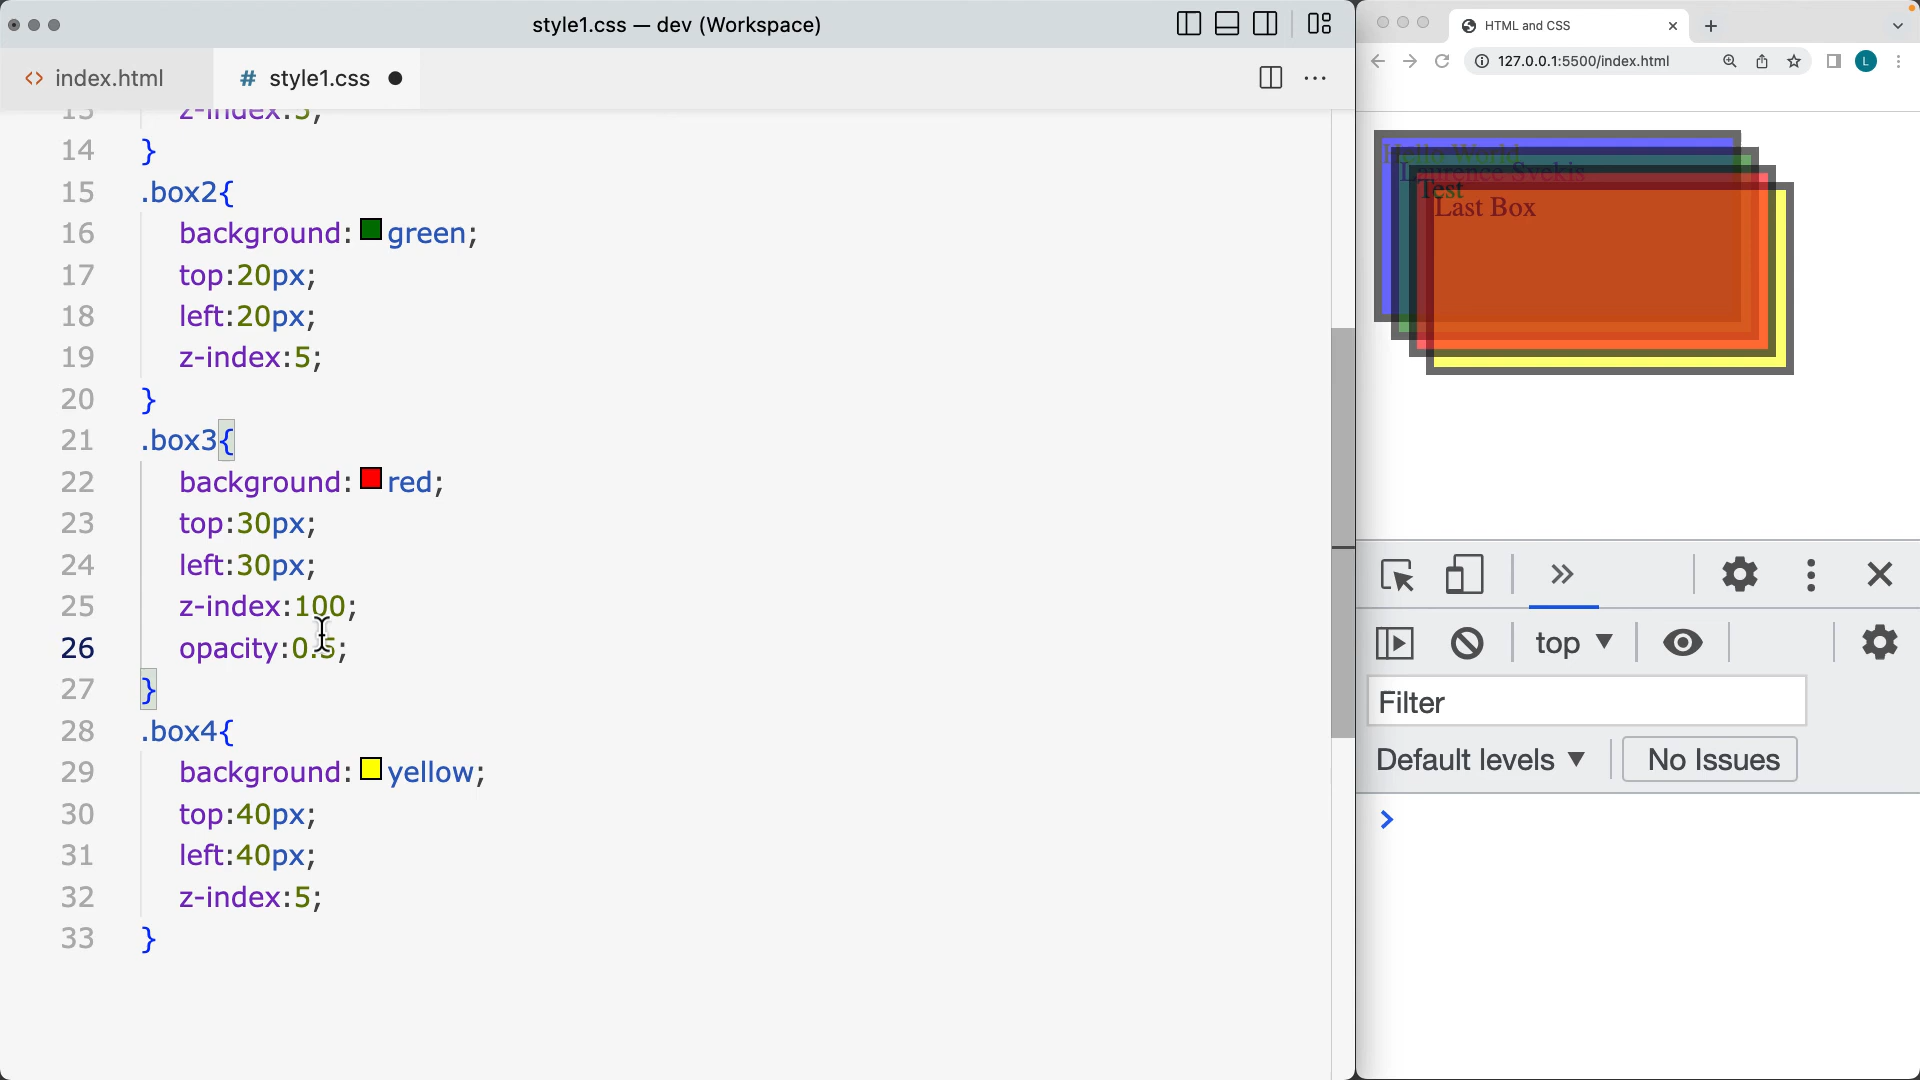 style1.css — dev (Workspace)
index.html
# style1.css
13 z-index:5;
14 }
15 .box2{
16 background: green;
17 top:20px;
18 left:20px;
19 z-index:5;
20 }
21 .box3{
22 background: red;
23 top:30px;
24 left:30px;
25 z-index:100;
26 opacity:0.5;
27 }
28 .box4{
29 background: yellow;
30 top:40px;
31 left:40px;
32 z-index:5;
33 }
HTML and CSS
127.0.0.1:5500/index.html
L
Hello World
Laurence Svekis
Test
Last Box
top
Filter
Default levels
No Issues